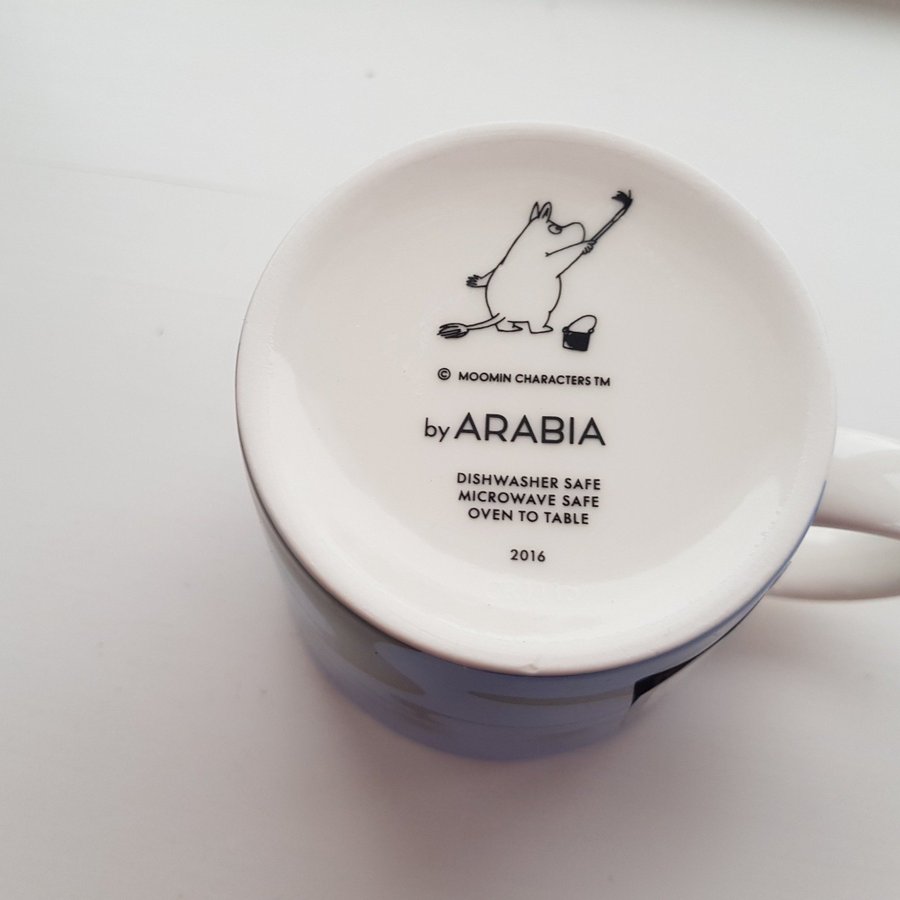 © MOOMIN CHARACTERS TM
by ARABIA
DISHWASHER SAFE
MICROWAVE SAFE
OVEN TO TABLE
2016